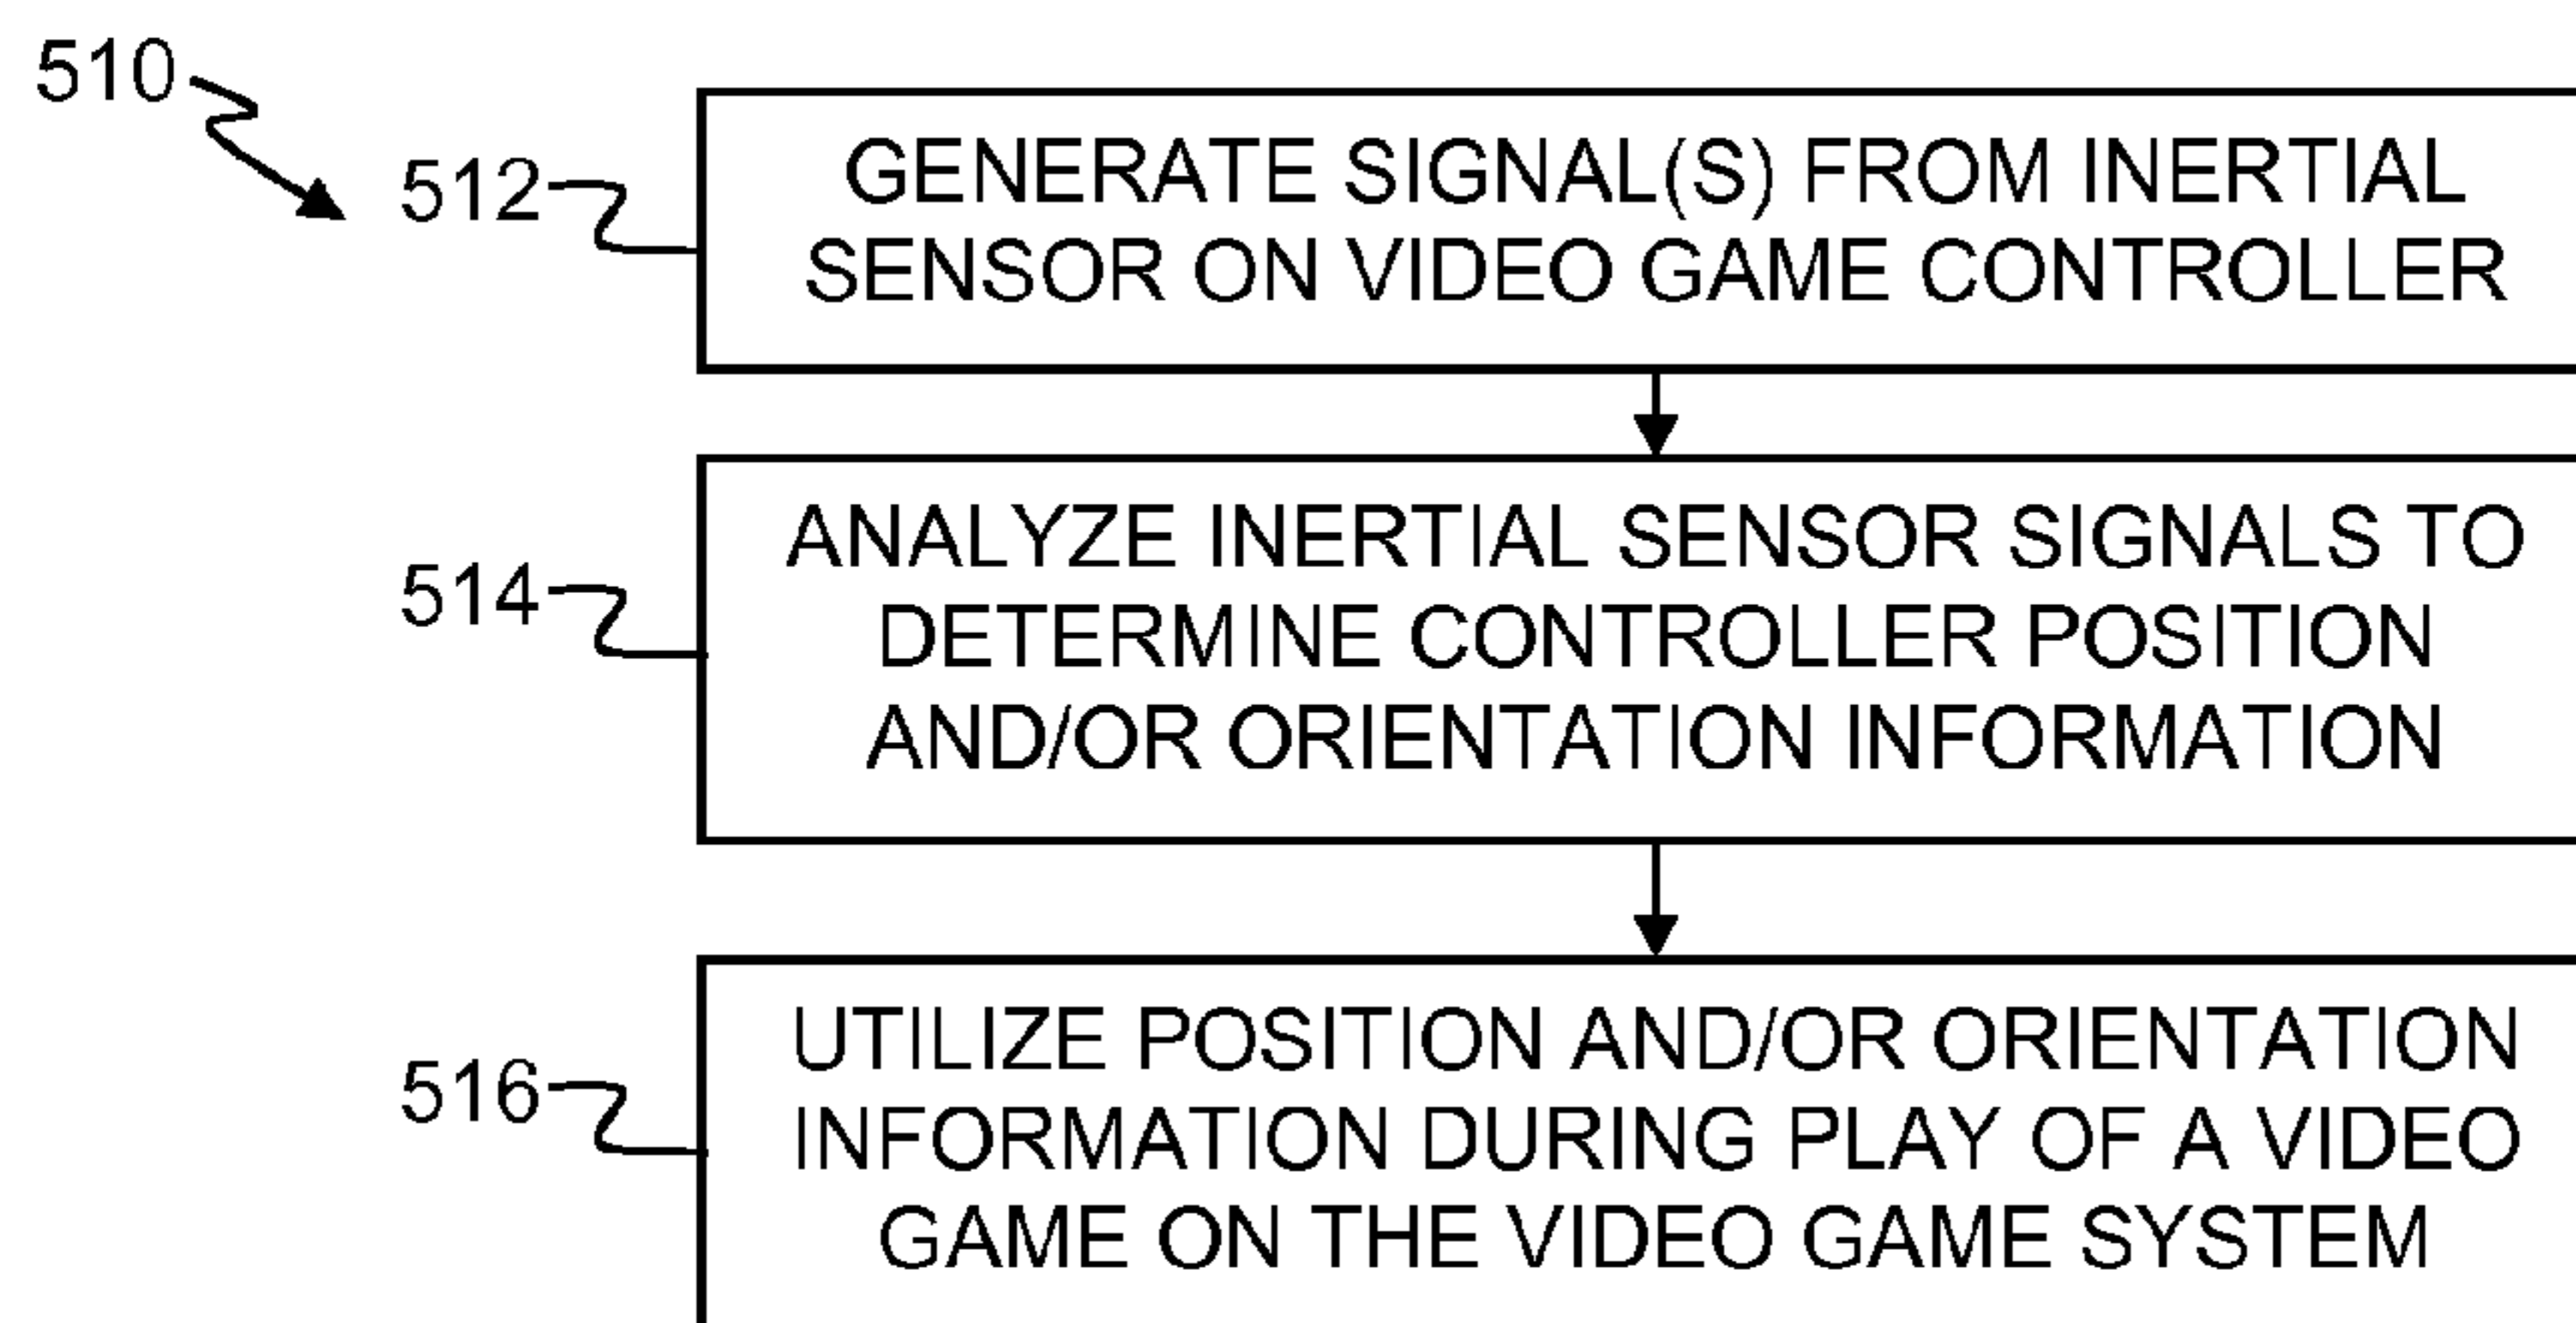 510
512
GENERATE SIGNAL(S) FROM INERTIAL
SENSOR ON VIDEO GAME CONTROLLER
514
ANALYZE INERTIAL SENSOR SIGNALS TO
DETERMINE CONTROLLER POSITION
AND/OR ORIENTATION INFORMATION
516
UTILIZE POSITION AND/OR ORIENTATION
INFORMATION DURING PLAY OF A VIDEO
GAME ON THE VIDEO GAME SYSTEM